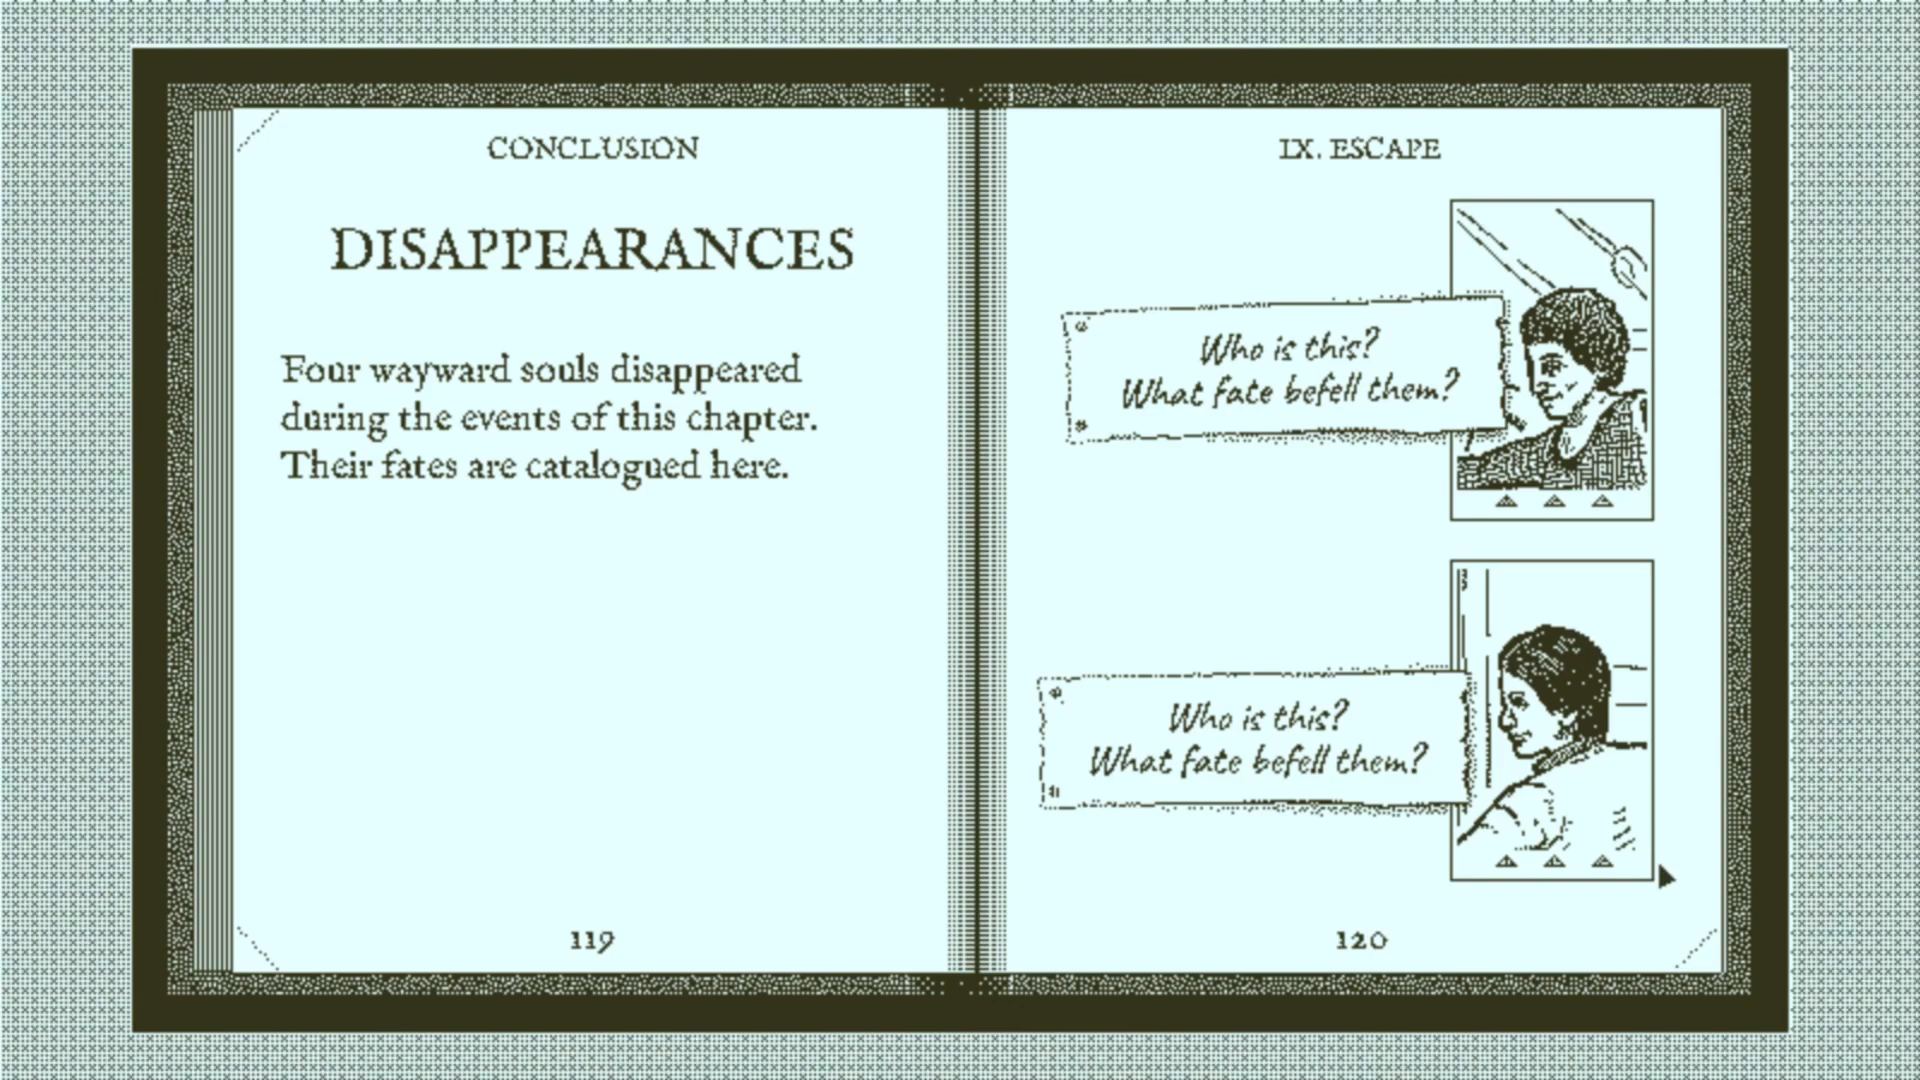 CONCLUSION
DISAPPEARANCES
Four wayward souls disappeared
during the events of this chapter.
Their fates are catalogued here.
119
IX. ESCAPE
Who is this?
What fate befell them?
Who is this?
What fate befell them?
120